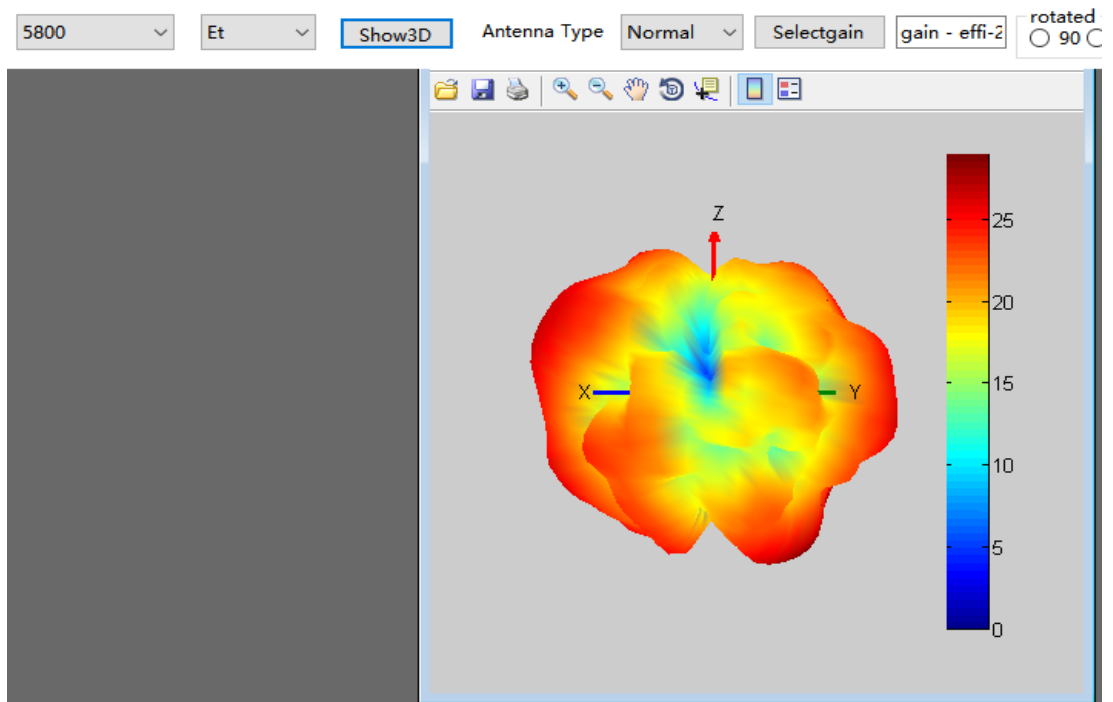 5800 Et Show3D Antenna Type Normal Selectgain gain - effi-2 rotated
90
Z
25
20
X Y
15
10
5
0